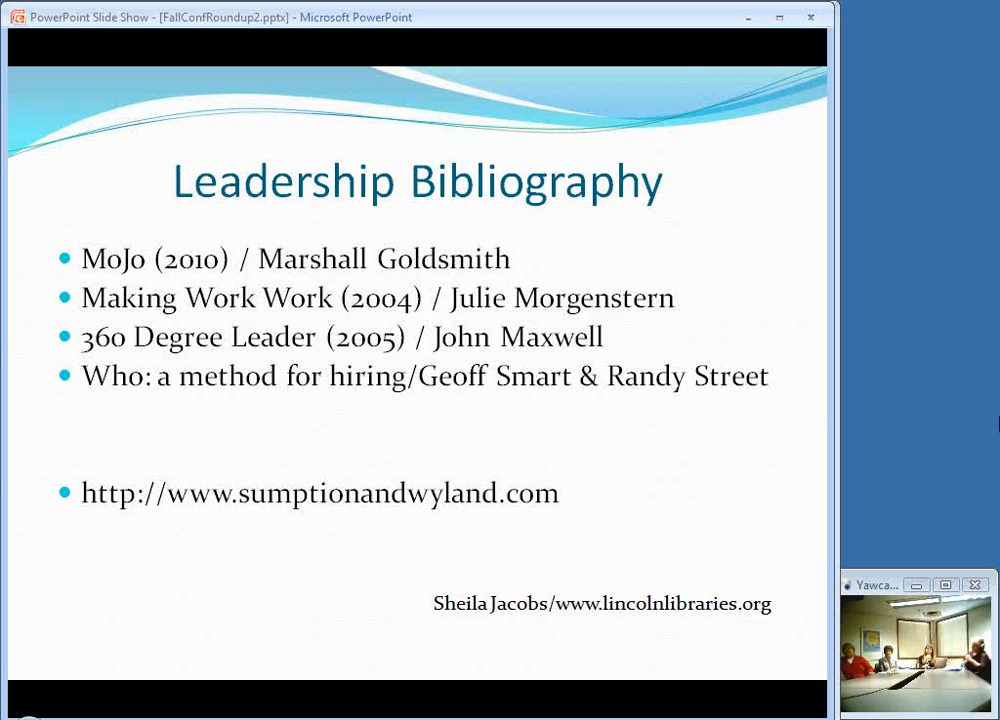 PowerPoint Slide Show - [FallConfRoundup2.pptx] - Microsoft PowerPoint
Leadership Bibliography
• MoJo (2010) / Marshall Goldsmith
• Making Work Work (2004) / Julie Morgenstern
• 360 Degree Leader (2005) / John Maxwell
• Who: a method for hiring/Geoff Smart & Randy Street
• http://www.sumptionandwyland.com
Sheila Jacobs/www.lincolnlibraries.org
Yawca...